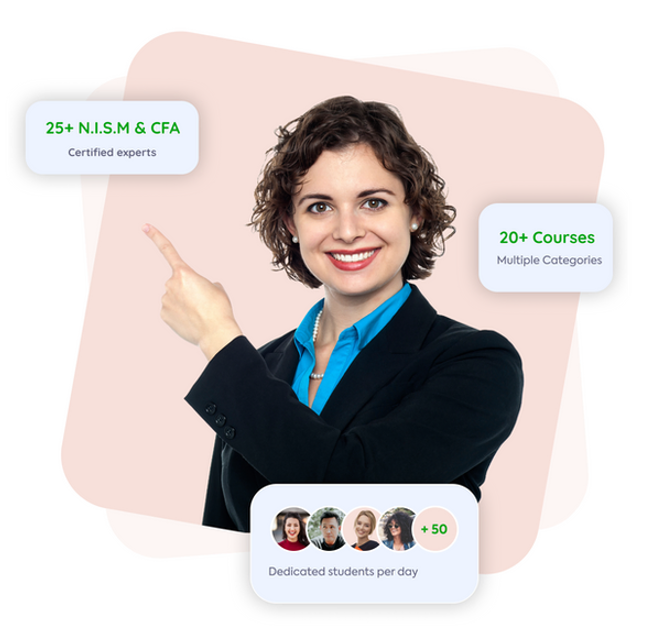 25+ N.I.S.M & CFA
Certified experts
20+ Courses
Multiple Categories
+ 50
Dedicated students per day